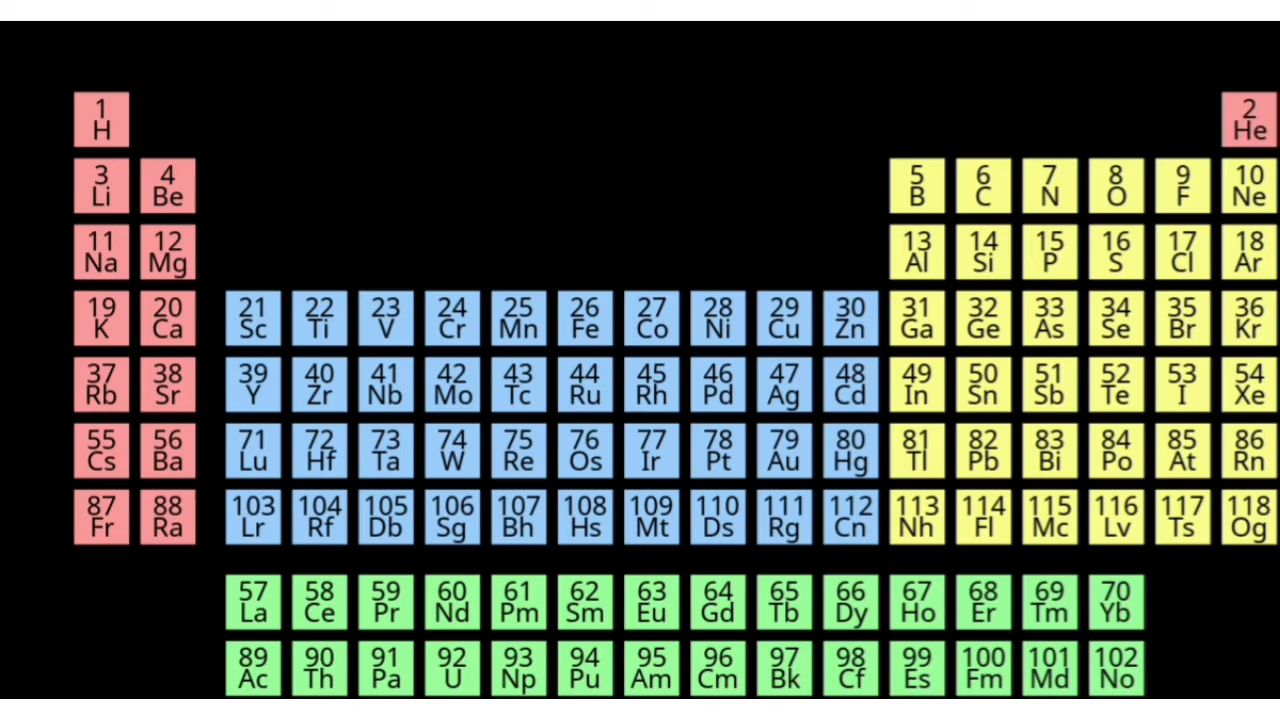 1 2
H He
3 4 5 6 7 8 9 10
Li Be B C N O F Ne
11 12 13 14 15 16 17 18
Na Mg Al Si P S Cl Ar
19 20 21 22 23 24 25 26 27 28 29 30 31 32 33 34 35 36
K Ca Sc Ti V Cr Mn Fe Co Ni Cu Zn Ga Ge As Se Br Kr
37 38 39 40 41 42 43 44 45 46 47 48 49 50 51 52 53 54
Rb Sr Y Zr Nb Mo Tc Ru Rh Pd Ag Cd In Sn Sb Te I Xe
55 56 71 72 73 74 75 76 77 78 79 80 81 82 83 84 85 86
Cs Ba Lu Hf Ta W Re Os Ir Pt Au Hg Tl Pb Bi Po At Rn
87 88 103 104 105 106 107 108 109 110 111 112 113 114 115 116 117 118
Fr Ra Lr Rf Db Sg Bh Hs Mt Ds Rg Cn Nh Fl Mc Lv Ts Og
57 58 59 60 61 62 63 64 65 66 67 68 69 70
La Ce Pr Nd Pm Sm Eu Gd Tb Dy Ho Er Tm Yb
89 90 91 92 93 94 95 96 97 98 99 100 101 102
Ac Th Pa U Np Pu Am Cm Bk Cf Es Fm Md No